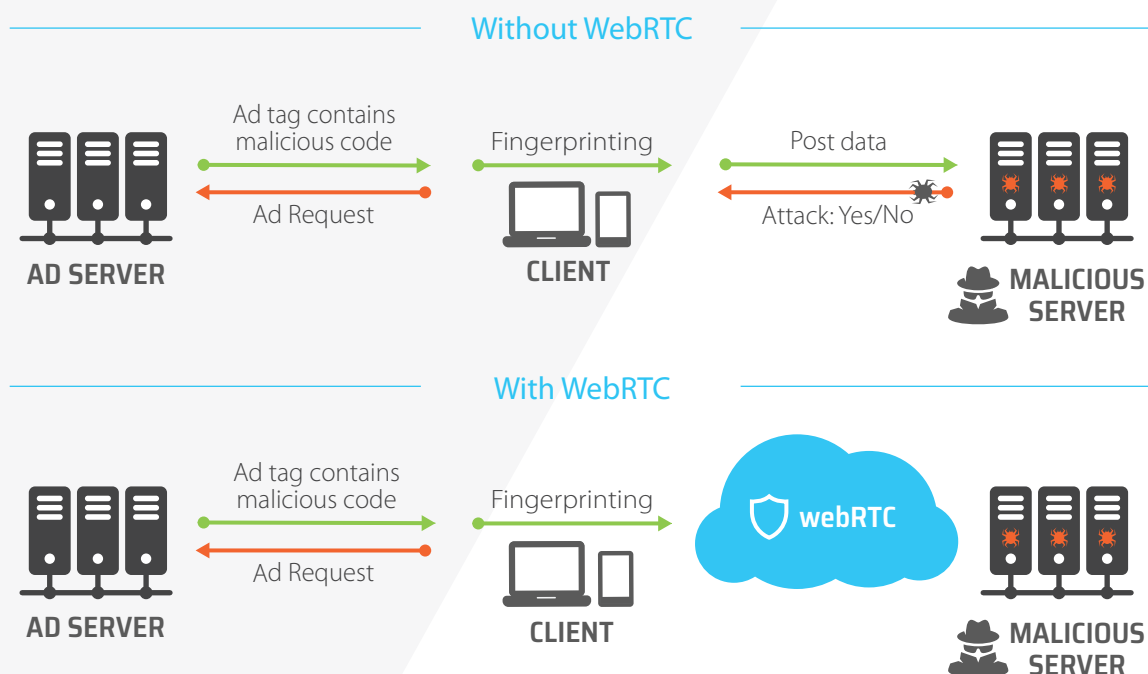 Without WebRTC
Ad tag contains
malicious code
Fingerprinting
Post data
Ad Request
Attack: Yes/No
AD SERVER
CLIENT
MALICIOUS
SERVER
With WebRTC
Ad tag contains
malicious code
Fingerprinting
webRTC
Ad Request
AD SERVER
CLIENT
MALICIOUS
SERVER